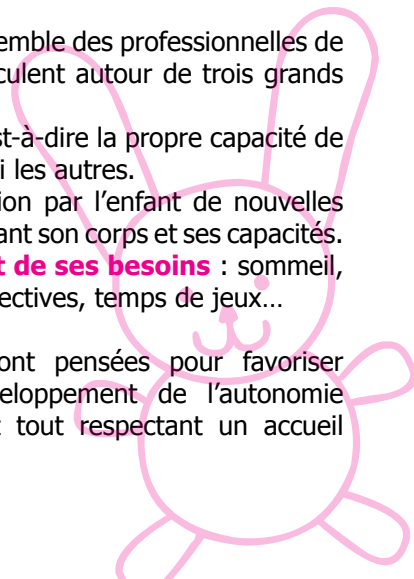 emble des professionnelles de
culent autour de trois grands
st-à-dire la propre capacité de
i les autres.
ion par l'enfant de nouvelles
ant son corps et ses capacités.
t de ses besoins : sommeil,
ectives, temps de jeux…
ont pensées pour favoriser
eloppement de l'autonomie
t tout respectant un accueil